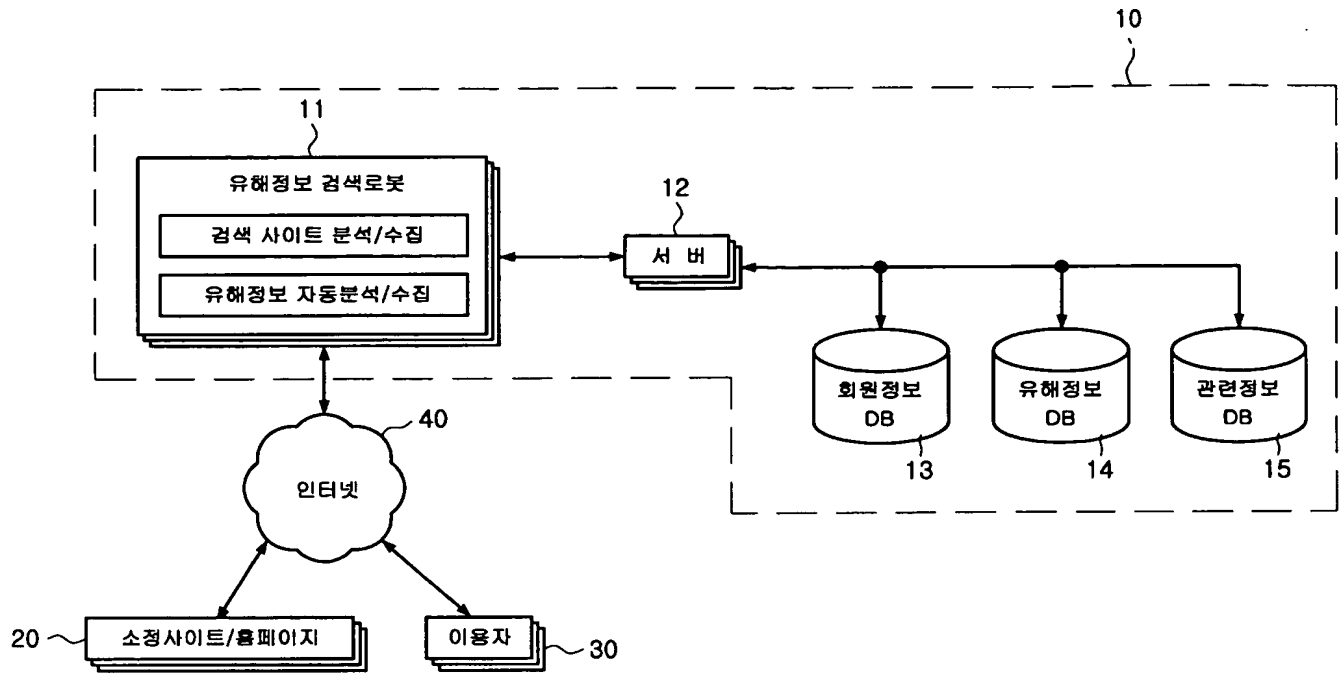 10
11
유해정보 검색로봇
검색 사이트 분석/수집
유해정보 자동분석/수집
12
서 버
회원정보
DB
13
유해정보
DB
14
관련정보
DB
15
40
인터넷
20
소정사이트/홈페이지
이용자
30